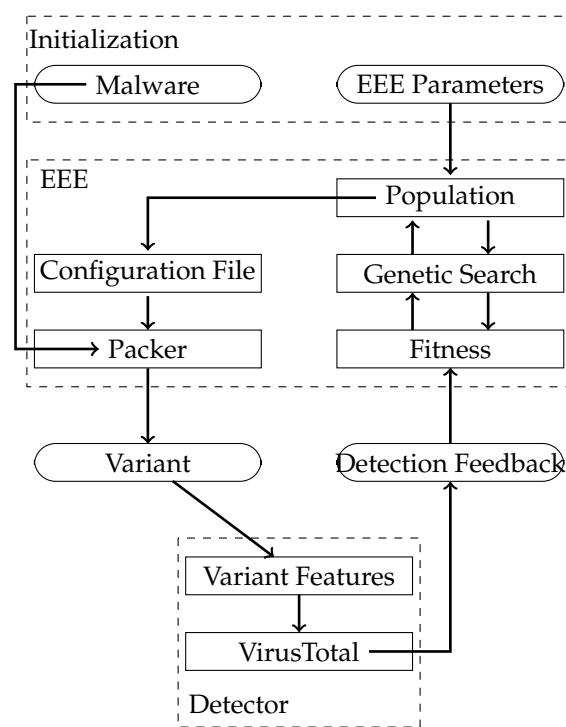 Initialization
Malware
EEE Parameters
EEE
Population
Configuration File
Genetic Search
Packer
Fitness
Variant
Detection Feedback
Variant Features
VirusTotal
Detector